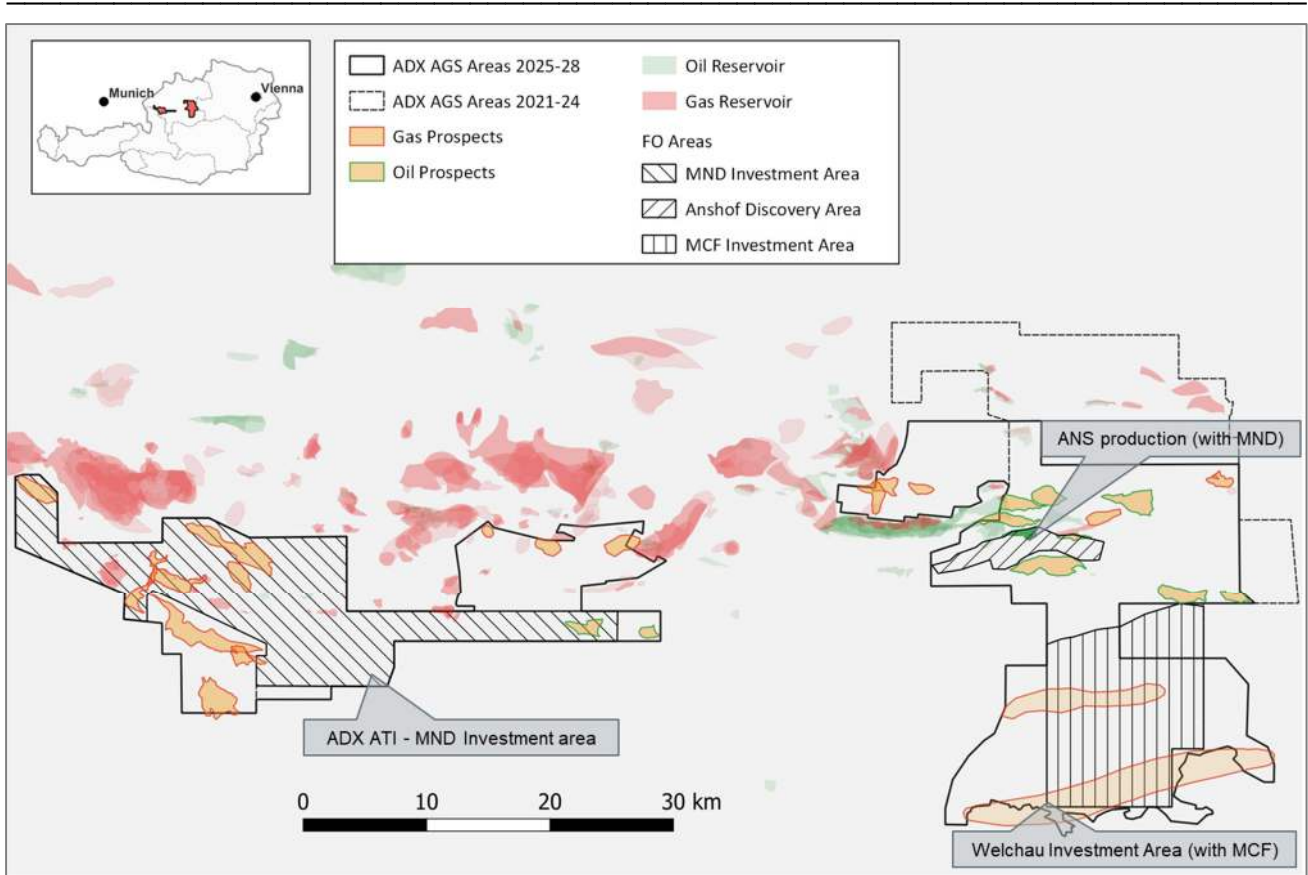 Munich
Vienna
ADX AGS Areas 2025-28
ADX AGS Areas 2021-24
Gas Prospects
Oil Prospects
Oil Reservoir
Gas Reservoir
FO Areas
MND Investment Area
Anshof Discovery Area
MCF Investment Area
ANS production (with MND)
ADX ATI - MND Investment area
0 10 20 30 km
Welchau Investment Area (with MCF)